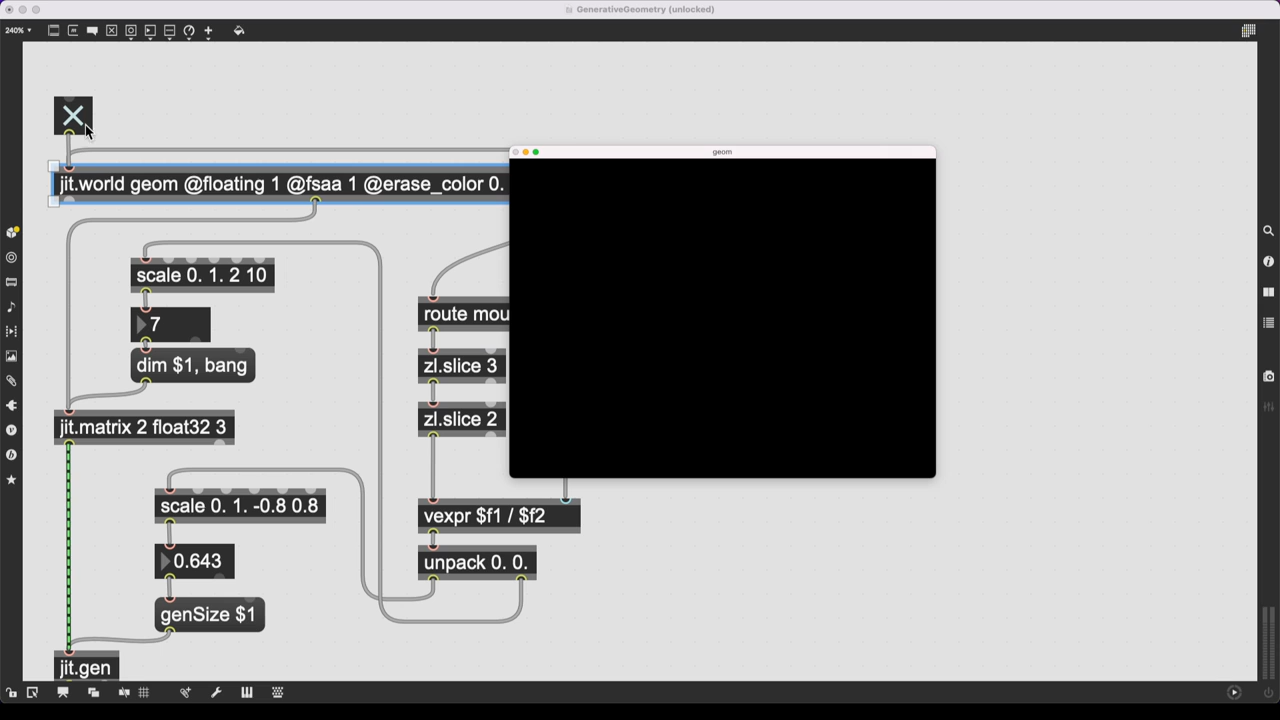 GenerativeGeometry (unlocked)
240%
geom
jit.world geom @floating 1 @fsaa 1 @erase_color 0.
scale 0. 1. 2 10
7
dim $1, bang
jit.matrix 2 float32 3
scale 0. 1. -0.8 0.8
0.643
genSize $1
jit.gen
route mou
zl.slice 3
zl.slice 2
vexpr $f1 / $f2
unpack 0. 0.